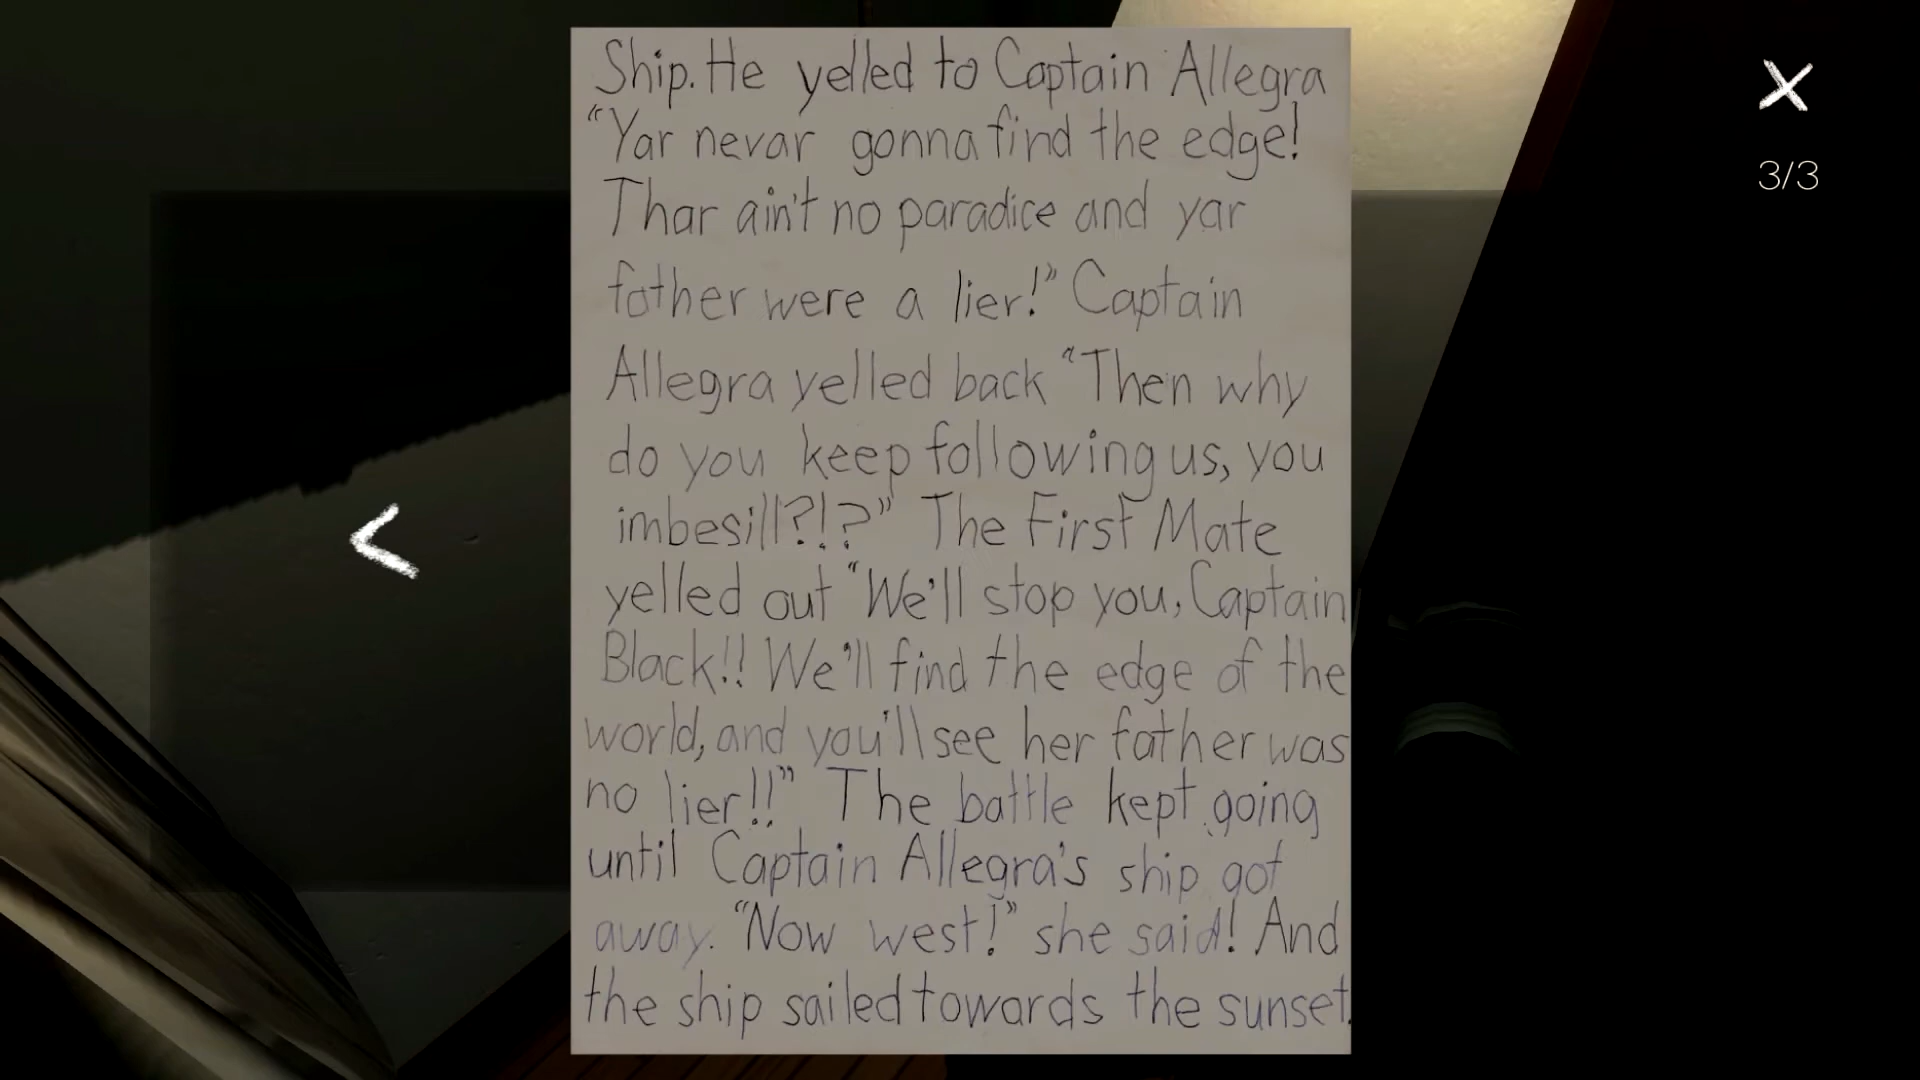 Ship. He yelled to Captain Allegra
"Yar nevar gonna find the edge!
Thar ain't no paradice and yar
father were a lier!" Captain
Allegra yelled back "Then why
do you keep following us, you
imbesill?!?" The First Mate
yelled out "We'll stop you, Captain
Black!! We'll find the edge of the
world, and you'll see her father was
no lier!!" The battle kept going
until Captain Allegra's ship got
away. "Now west!" she said! And
the ship sailed towards the sunset.
3/3